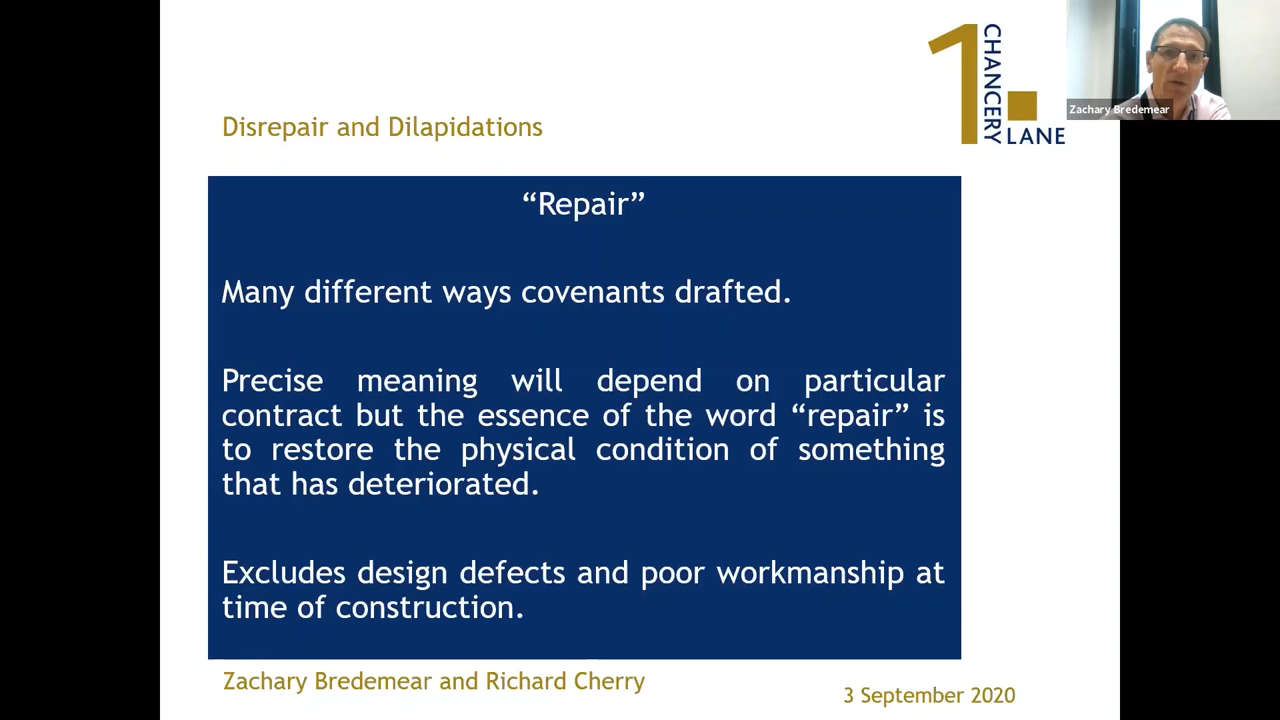 1 CHANCERY LANE
Zachary Bredemear
Disrepair and Dilapidations
“Repair”
Many different ways covenants drafted.
Precise meaning will depend on particular
contract but the essence of the word “repair” is
to restore the physical condition of something
that has deteriorated.
Excludes design defects and poor workmanship at
time of construction.
Zachary Bredemear and Richard Cherry
3 September 2020